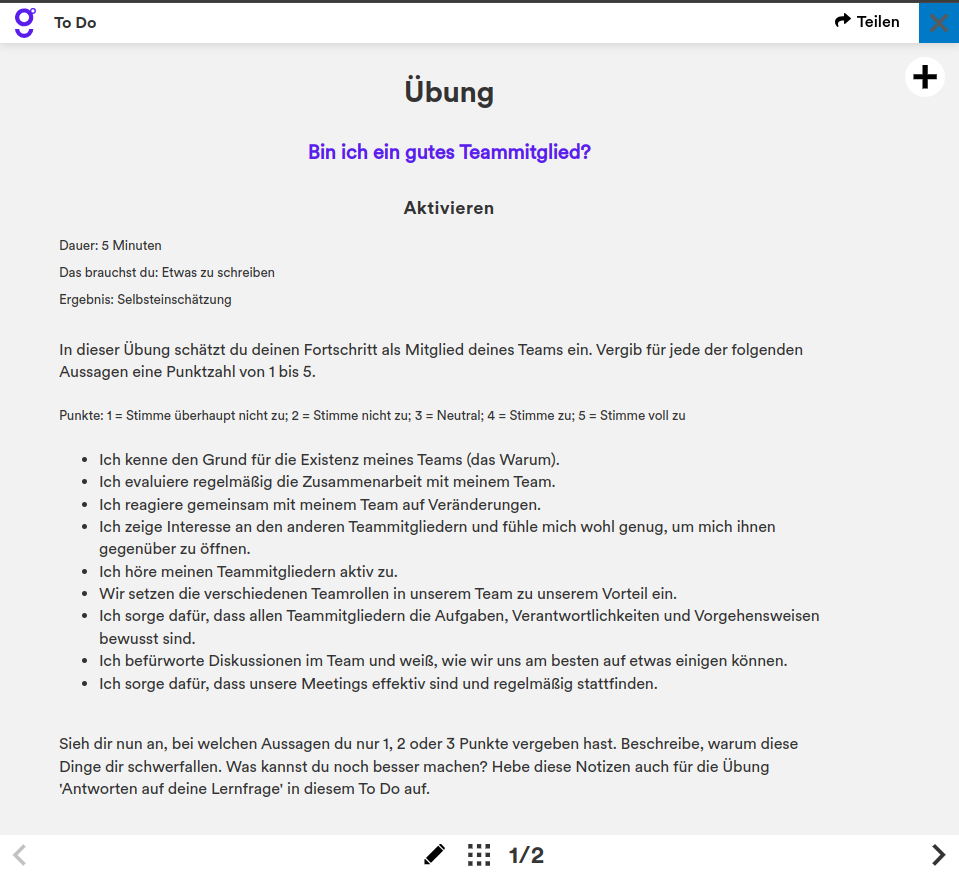 To Do
Teilen
Übung
Bin ich ein gutes Teammitglied?
Aktivieren
Dauer: 5 Minuten
Das brauchst du: Etwas zu schreiben
Ergebnis: Selbsteinschätzung
In dieser Übung schätzt du deinen Fortschritt als Mitglied deines Teams ein. Vergib für jede der folgenden
Aussagen eine Punktzahl von 1 bis 5.
Punkte: 1 = Stimme überhaupt nicht zu; 2 = Stimme nicht zu; 3 = Neutral; 4 = Stimme zu; 5 = Stimme voll zu
• Ich kenne den Grund für die Existenz meines Teams (das Warum).
• Ich evaluiere regelmäßig die Zusammenarbeit mit meinem Team.
• Ich reagiere gemeinsam mit meinem Team auf Veränderungen.
• Ich zeige Interesse an den anderen Teammitgliedern und fühle mich wohl genug, um mich ihnen
gegenüber zu öffnen.
• Ich höre meinen Teammitgliedern aktiv zu.
• Wir setzen die verschiedenen Teamrollen in unserem Team zu unserem Vorteil ein.
• Ich sorge dafür, dass allen Teammitgliedern die Aufgaben, Verantwortlichkeiten und Vorgehensweisen
bewusst sind.
• Ich befürworte Diskussionen im Team und weiß, wie wir uns am besten auf etwas einigen können.
• Ich sorge dafür, dass unsere Meetings effektiv sind und regelmäßig stattfinden.
Sieh dir nun an, bei welchen Aussagen du nur 1, 2 oder 3 Punkte vergeben hast. Beschreibe, warum diese
Dinge dir schwerfallen. Was kannst du noch besser machen? Hebe diese Notizen auch für die Übung
'Antworten auf deine Lernfrage' in diesem To Do auf.
1/2